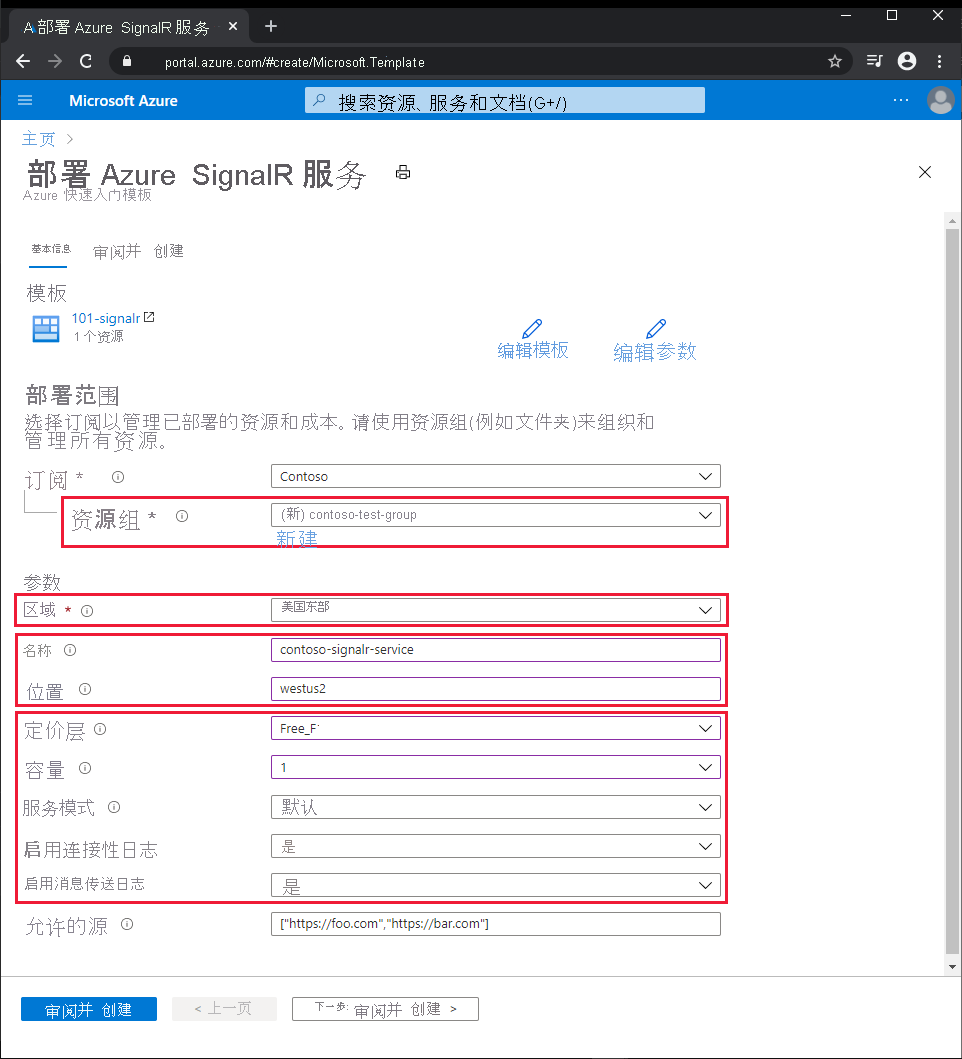 部署 Azure SignalR 服务
portal.azure.com/#create/Microsoft.Template
Microsoft Azure
搜索资源、服务和文档(G+/)
主页 >
部署 Azure SignalR 服务
Azure 快速入门模板
基本信息 审阅并 创建
模板
101-signalr
1 个资源
编辑模板 编辑参数
部署范围
选择订阅以管理已部署的资源和成本。请使用资源组(例如文件夹)来组织和
管理所有资源。
订阅 * Contoso
资源组 * (新) contoso-test-group
新建
参数
区域 * 美国东部
名称 contoso-signalr-service
位置 westus2
定价层 Free_F
容量 1
服务模式 默认
启用连接性日志 是
启用消息传送日志 是
允许的源 ["https://foo.com","https://bar.com"]
审阅并 创建 < 上一页 下一步: 审阅并 创建 >